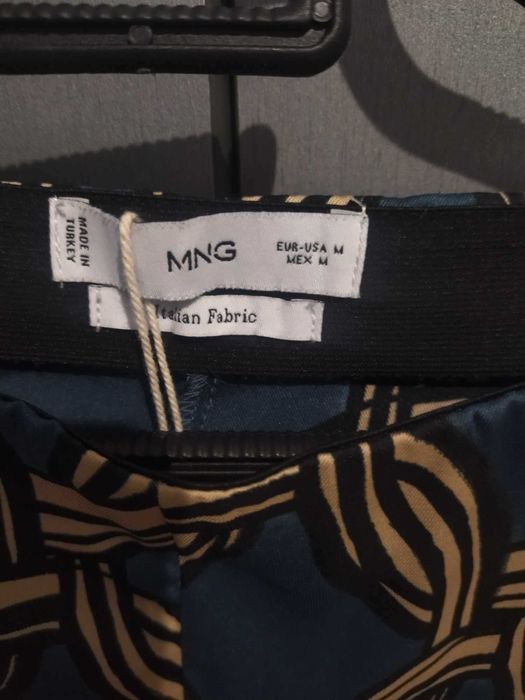 MADE IN
TURKEY
MNG
EUR-USA M
MEX M
Italian Fabric